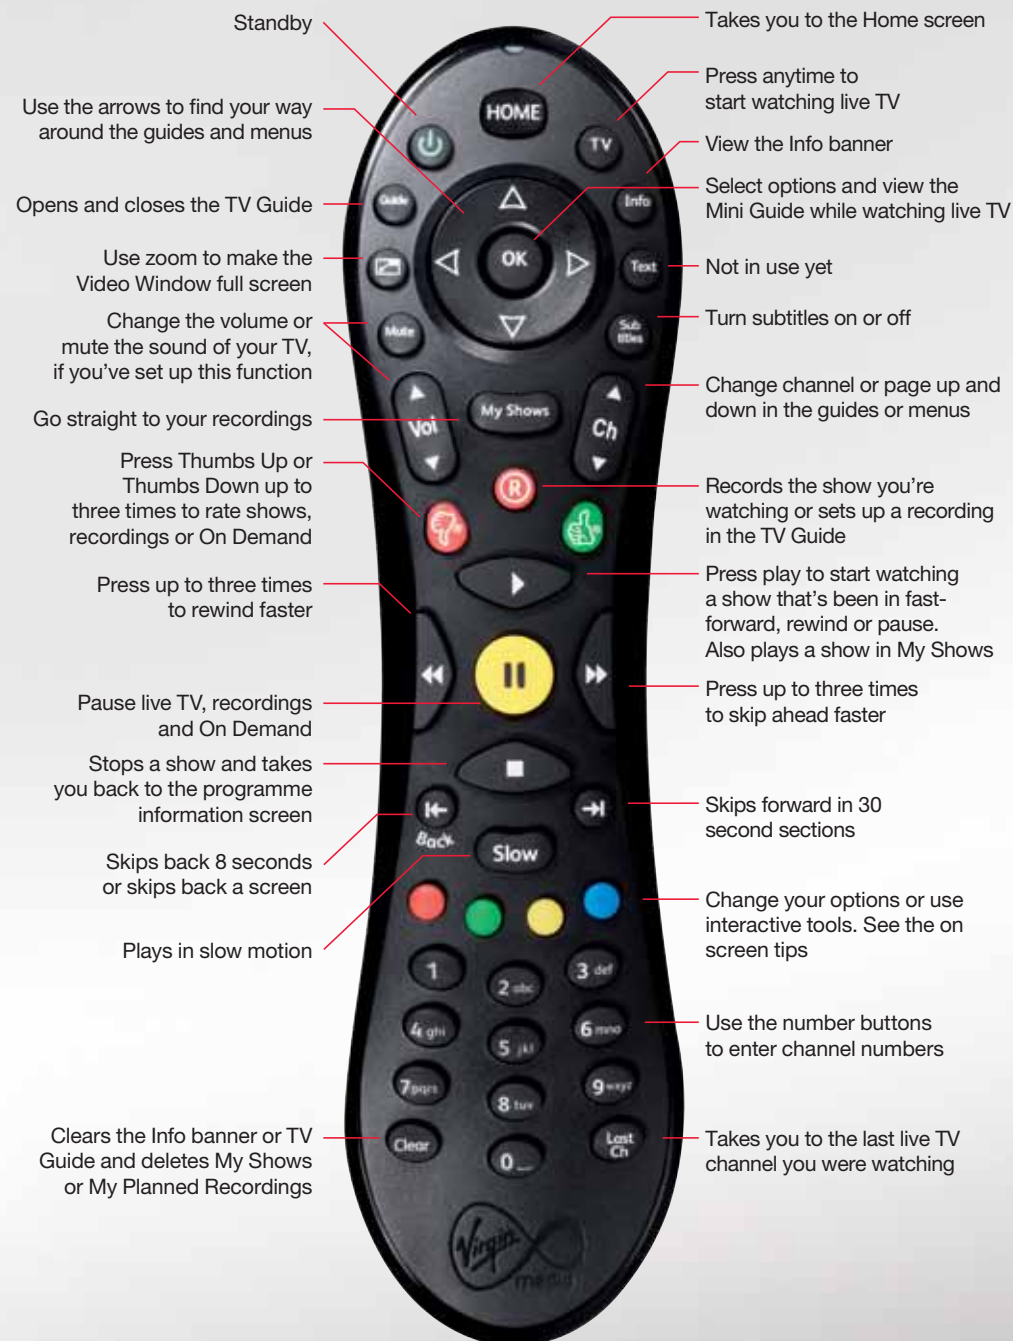 Standby
Use the arrows to find your way
around the guides and menus
Opens and closes the TV Guide
Use zoom to make the
Video Window full screen
Change the volume or
mute the sound of your TV,
if you've set up this function
Go straight to your recordings
Press Thumbs Up or
Thumbs Down up to
three times to rate shows,
recordings or On Demand
Press up to three times
to rewind faster
Pause live TV, recordings
and On Demand
Stops a show and takes
you back to the programme
information screen
Skips back 8 seconds
or skips back a screen
Plays in slow motion
Clears the Info banner or TV
Guide and deletes My Shows
or My Planned Recordings
HOME
TV
Guide
Info
OK
Text
Mute
Sub
titles
Vol
My Shows
Ch
R
Back
Slow
1
2 abc
3 def
4 ghi
5 jkl
6 mno
7 pqrs
8 tuv
9 wxyz
Clear
0
Last
Ch
Virgin
media
Takes you to the Home screen
Press anytime to
start watching live TV
View the Info banner
Select options and view the
Mini Guide while watching live TV
Not in use yet
Turn subtitles on or off
Change channel or page up and
down in the guides or menus
Records the show you're
watching or sets up a recording
in the TV Guide
Press play to start watching
a show that's been in fast-
forward, rewind or pause.
Also plays a show in My Shows
Press up to three times
to skip ahead faster
Skips forward in 30
second sections
Change your options or use
interactive tools. See the on
screen tips
Use the number buttons
to enter channel numbers
Takes you to the last live TV
channel you were watching